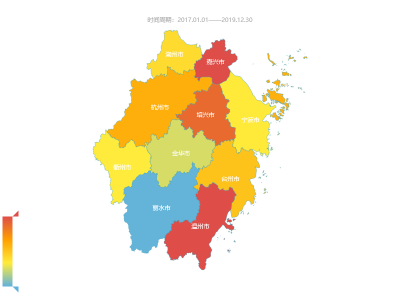 时间周期：2017.01.01——2019.12.30
湖州市
嘉兴市
杭州市
绍兴市
宁波市
金华市
衢州市
台州市
丽水市
温州市